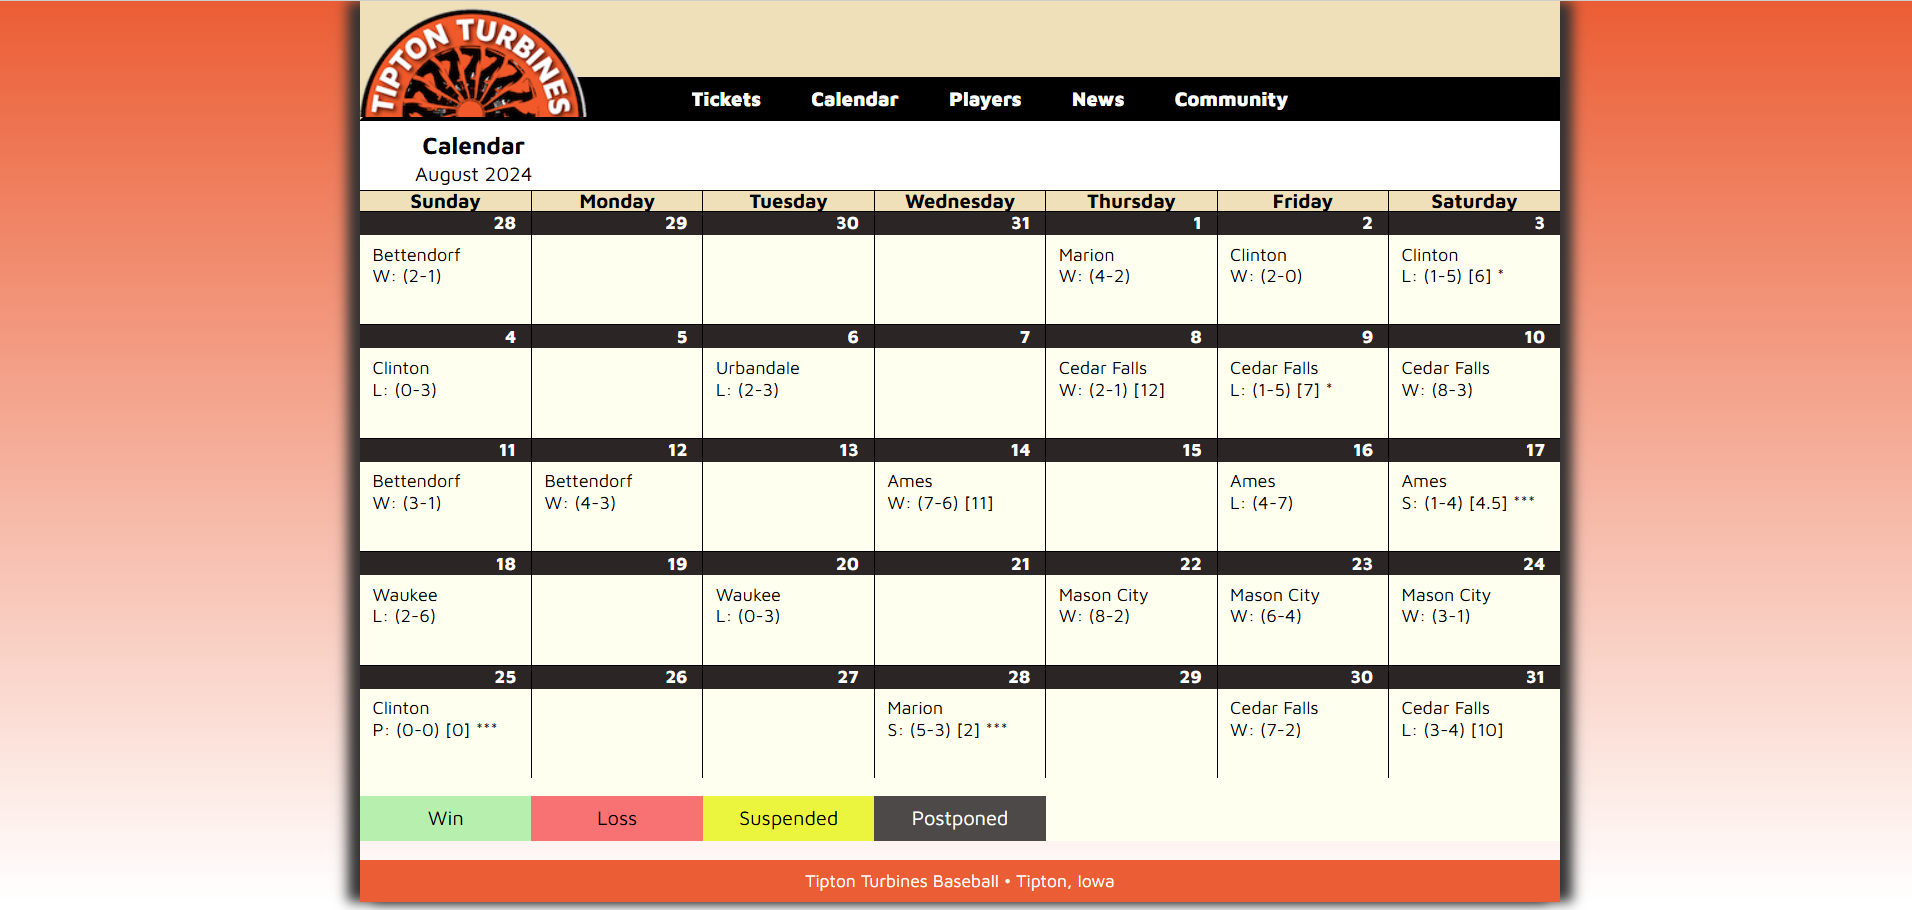 TIPTON TURBINES
Tickets Calendar Players News Community
Calendar
August 2024
Sunday Monday Tuesday Wednesday Thursday Friday Saturday
28 29 30 31 1 2 3
Bettendorf Marion Clinton Clinton
W: (2-1) W: (4-2) W: (2-0) L: (1-5) [6] *
4 5 6 7 8 9 10
Clinton Urbandale Cedar Falls Cedar Falls Cedar Falls
L: (0-3) L: (2-3) W: (2-1) [12] L: (1-5) [7] * W: (8-3)
11 12 13 14 15 16 17
Bettendorf Bettendorf Ames Ames Ames
W: (3-1) W: (4-3) W: (7-6) [11] L: (4-7) S: (1-4) [4.5] ***
18 19 20 21 22 23 24
Waukee Waukee Mason City Mason City Mason City
L: (2-6) L: (0-3) W: (8-2) W: (6-4) W: (3-1)
25 26 27 28 29 30 31
Clinton Marion Cedar Falls Cedar Falls
P: (0-0) [0] *** S: (5-3) [2] *** W: (7-2) L: (3-4) [10]
Win Loss Suspended Postponed
Tipton Turbines Baseball • Tipton, Iowa